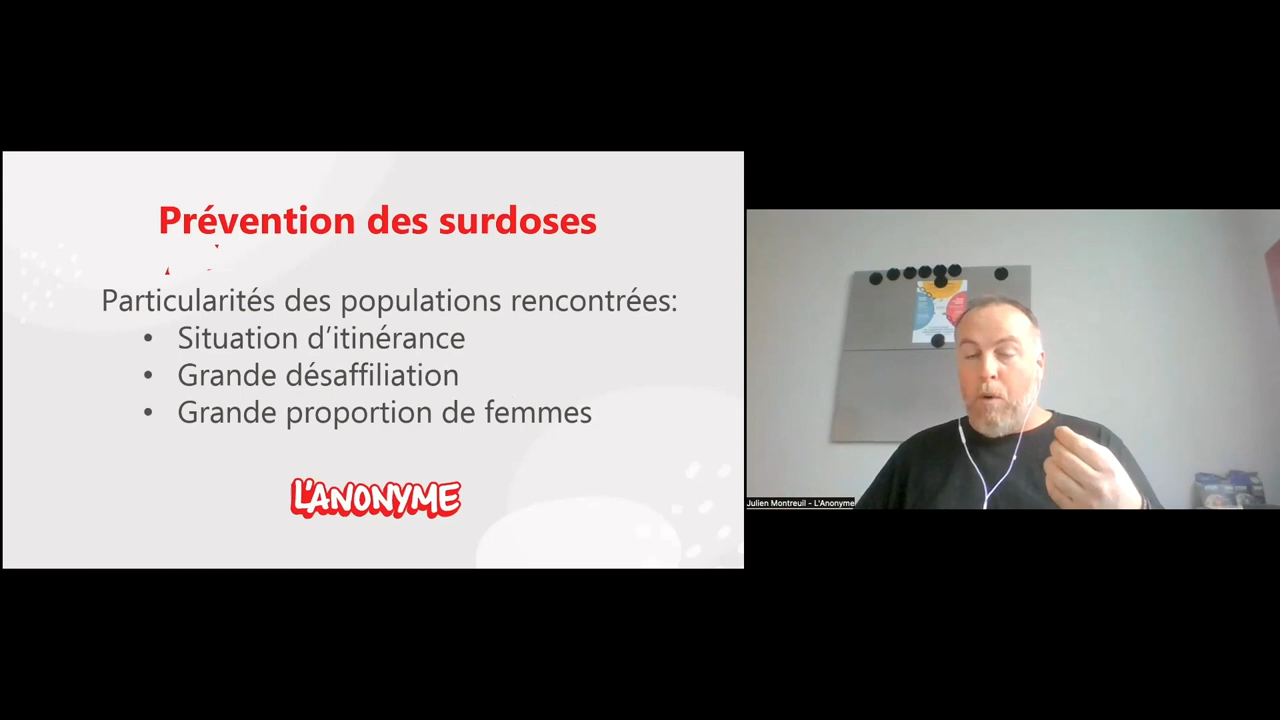 Prévention des surdoses
Particularités des populations rencontrées:
• Situation d’itinérance
• Grande désaffiliation
• Grande proportion de femmes
L'ANONYME
Julien Montreuil - L'Anonyme